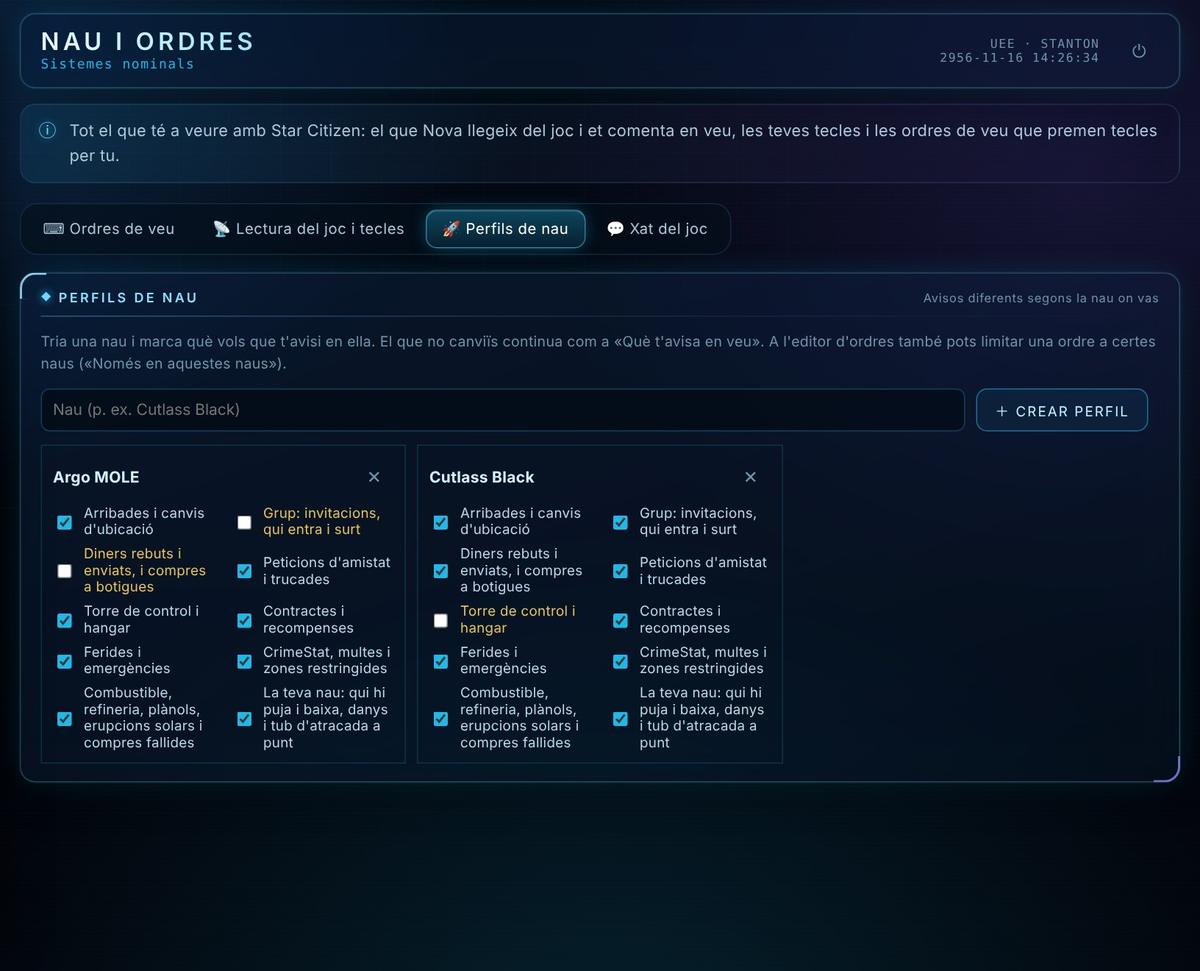 NAU I ORDRES
Sistemes nominals
UEE · STANTON
2956-11-16 14:26:34
Tot el que té a veure amb Star Citizen: el que Nova llegeix del joc i et comenta en veu, les teves tecles i les ordres de veu que premen tecles
per tu.
Ordres de veu
Lectura del joc i tecles
Perfils de nau
Xat del joc
PERFILS DE NAU
Avisos diferents segons la nau on vas
Tria una nau i marca què vols que t'avisi en ella. El que no canviïs continua com a «Què t'avisa en veu». A l'editor d'ordres també pots limitar una ordre a certes
naus («Només en aquestes naus»).
Nau (p. ex. Cutlass Black)
+ CREAR PERFIL
Argo MOLE
Arribades i canvis
d'ubicació
Grup: invitacions,
qui entra i surt
Diners rebuts i
enviats, i compres
a botigues
Peticions d'amistat
i trucades
Torre de control i
hangar
Contractes i
recompenses
Ferides i
emergències
CrimeStat, multes i
zones restringides
Combustible,
refineria, plànols,
erupcions solars i
compres fallides
La teva nau: qui hi
puja i baixa, danys
i tub d'atracada a
punt
Cutlass Black
Arribades i canvis
d'ubicació
Grup: invitacions,
qui entra i surt
Diners rebuts i
enviats, i compres
a botigues
Peticions d'amistat
i trucades
Torre de control i
hangar
Contractes i
recompenses
Ferides i
emergències
CrimeStat, multes i
zones restringides
Combustible,
refineria, plànols,
erupcions solars i
compres fallides
La teva nau: qui hi
puja i baixa, danys
i tub d'atracada a
punt